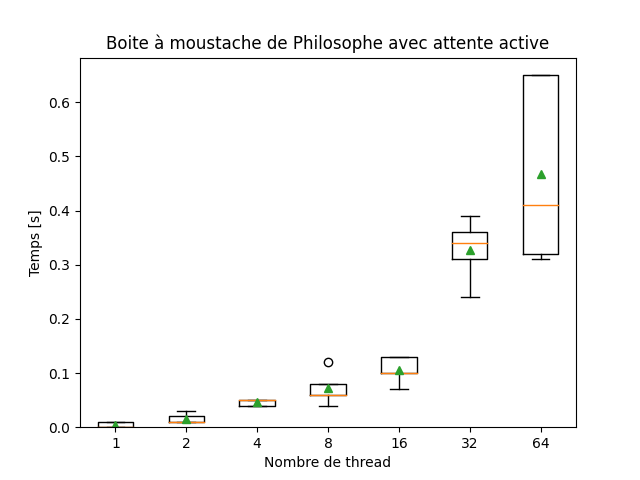 Boite à moustache de Philosophe avec attente active
Temps [s]
0.6
0.5
0.4
0.3
0.2
0.1
0.0
1 2 4 8 16 32 64
Nombre de thread